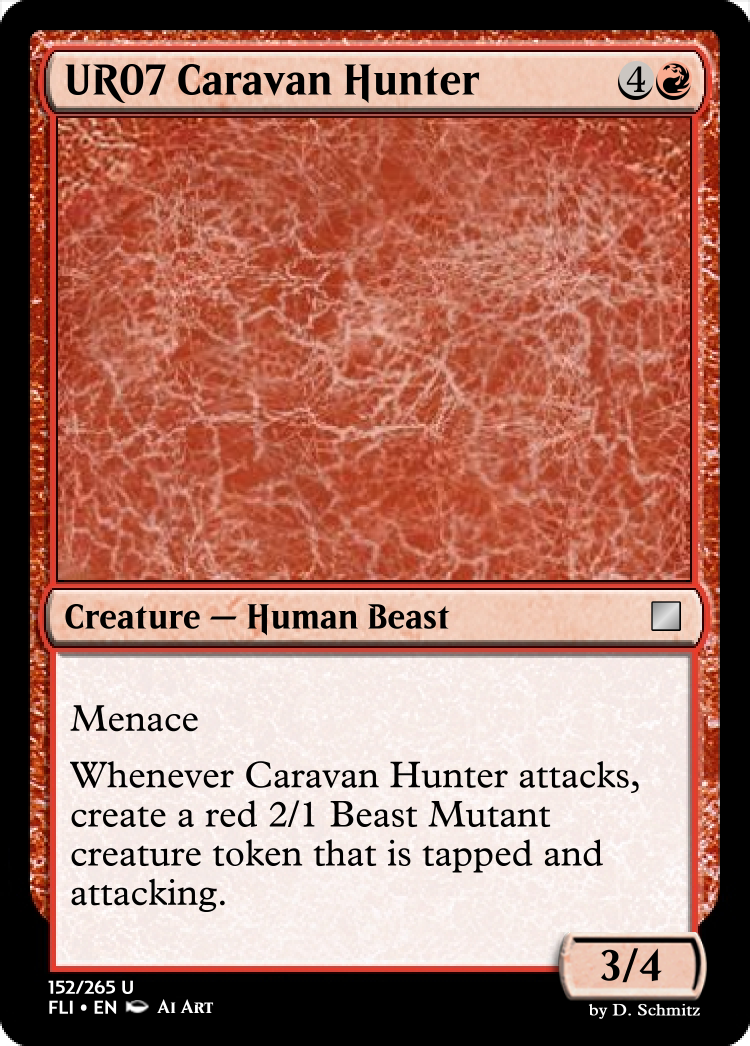 UR07 Caravan Hunter 4
Creature — Human Beast
Menace
Whenever Caravan Hunter attacks,
create a red 2/1 Beast Mutant
creature token that is tapped and
attacking.
3/4
152/265 U
FLI • EN AI ART
by D. Schmitz